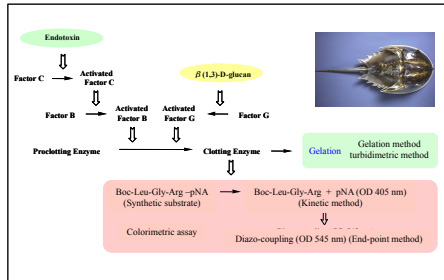 Endotoxin
Factor C
Activated
Factor C
β (1,3)-D-glucan
Factor B
Activated
Factor B
Activated
Factor G
Factor G
Proclotting Enzyme
Clotting Enzyme
Gelation
Gelation method
turbidimetric method
Boc-Leu-Gly-Arg –pNA
(Synthetic substrate)
Boc-Leu-Gly-Arg + pNA (OD 405 nm)
(Kinetic method)
Colorimetric assay
Diazo-coupling (OD 545 nm) (End-point method)